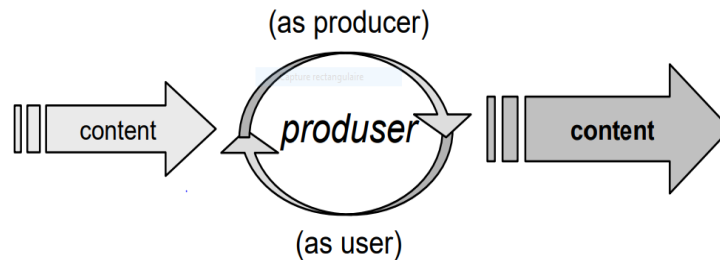 (as producer)
content
produser
content
(as user)